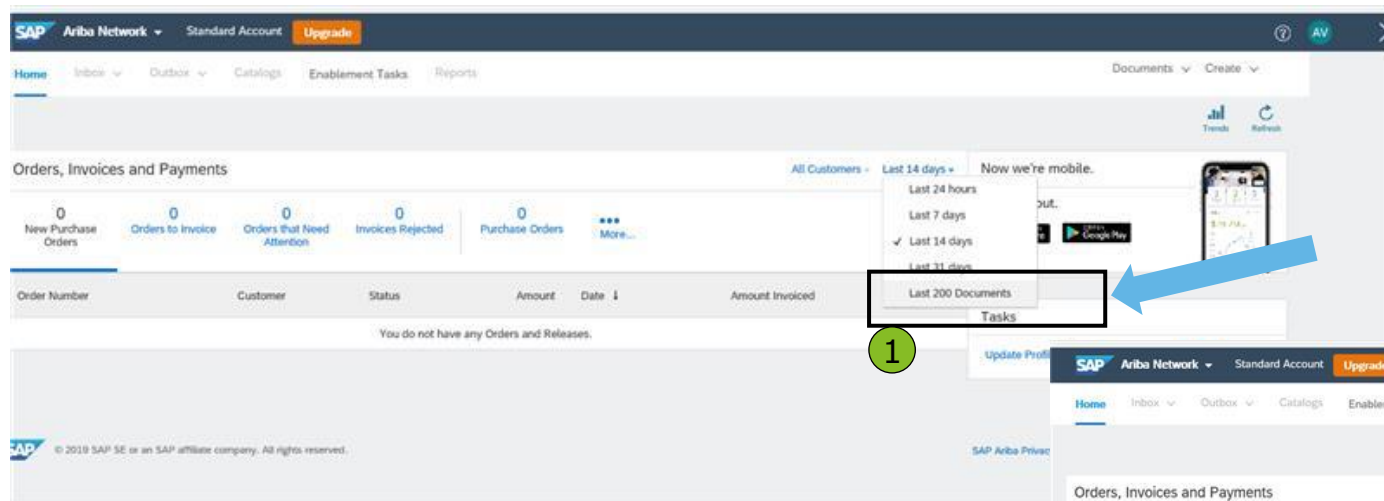 SAP Ariba Network Standard Account Upgrade ? AV
Home Inbox Outbox Catalogs Enablement Tasks Reports Documents Create
Trends Refresh
Orders, Invoices and Payments All Customers Last 14 days Now we're mobile.
Last 24 hours
Last 7 days
Last 14 days
Last 31 days
Last 200 Documents
0 New Purchase Orders
0 Orders to Invoice
0 Orders that Need Attention
0 Invoices Rejected
0 Purchase Orders
More...
Google Play
Order Number Customer Status Amount Date ↓ Amount Invoiced
You do not have any Orders and Releases.
Tasks
1
Update
SAP © 2019 SAP SE or an SAP affiliate company. All rights reserved. SAP Ariba
SAP Ariba Network Standard Account
Home Inbox Outbox Catalogs
Orders, Invoices and Payments